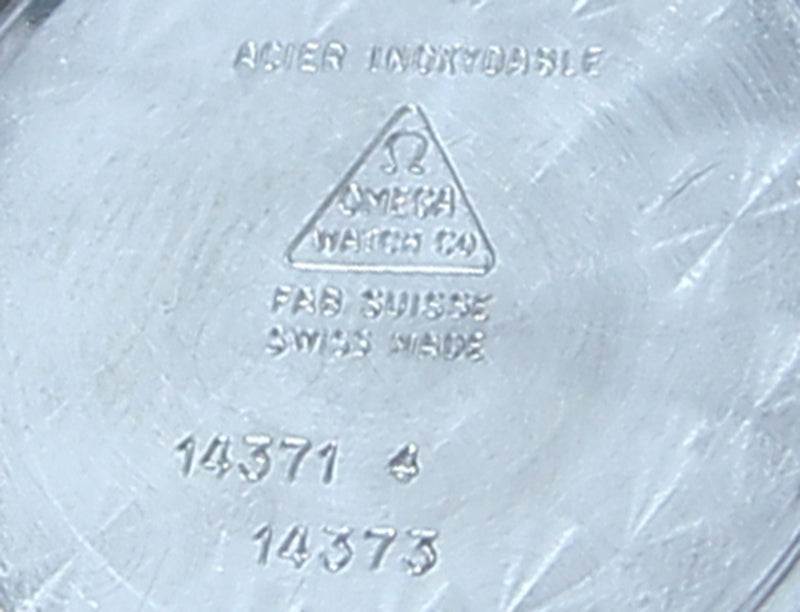 ACIER INOXYDABLE
Ω
OMEGA
WATCH CO
FAB SUISSE
SWISS MADE
14371 4
14373